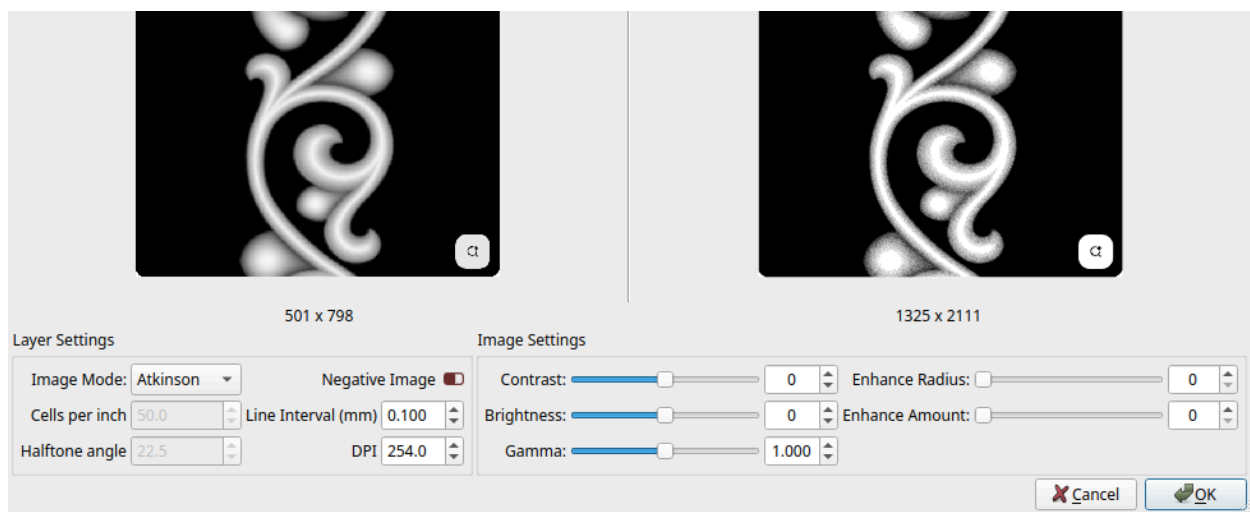 501 x 798
1325 x 2111
Layer Settings
Image Settings
Image Mode: Atkinson Negative Image Contrast: 0 Enhance Radius: 0
Cells per inch 50.0 Line Interval (mm) 0.100 Brightness: 0 Enhance Amount: 0
Halftone angle 22.5 DPI 254.0 Gamma: 1.000
Cancel OK